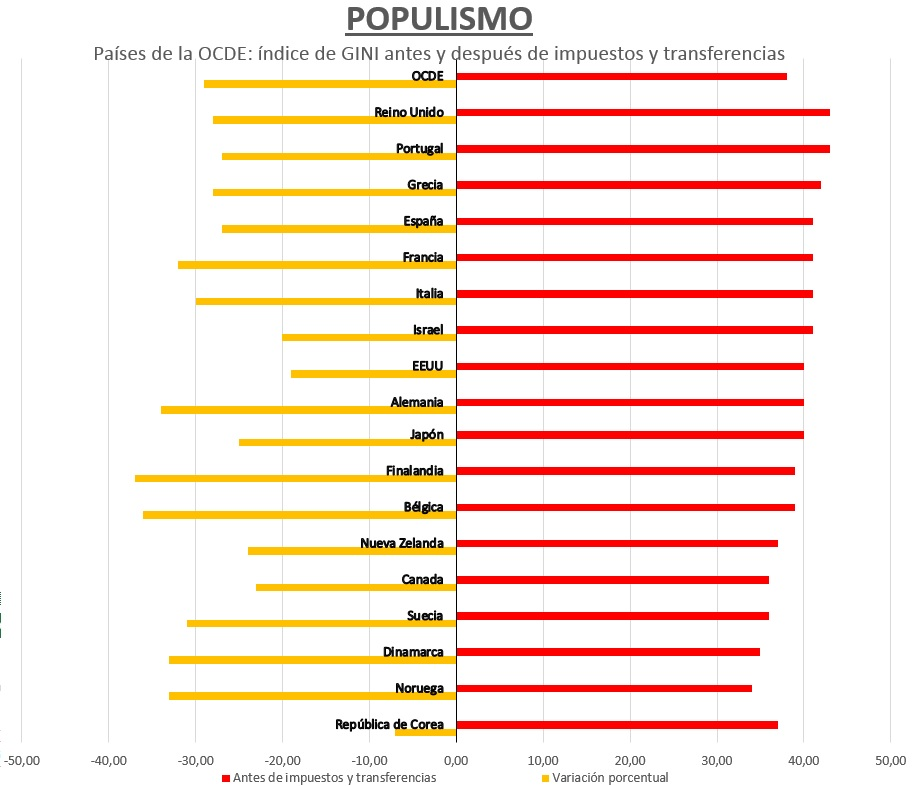 POPULISMO
Países de la OCDE: índice de GINI antes y después de impuestos y transferencias
OCDE
Reino Unido
Portugal
Grecia
España
Francia
Italia
Israel
EEUU
Alemania
Japón
Finalandia
Bélgica
Nueva Zelanda
Canada
Suecia
Dinamarca
Noruega
República de Corea
-50,00 -40,00 -30,00 -20,00 -10,00 0,00 10,00 20,00 30,00 40,00 50,00
Antes de impuestos y transferencias Variación porcentual